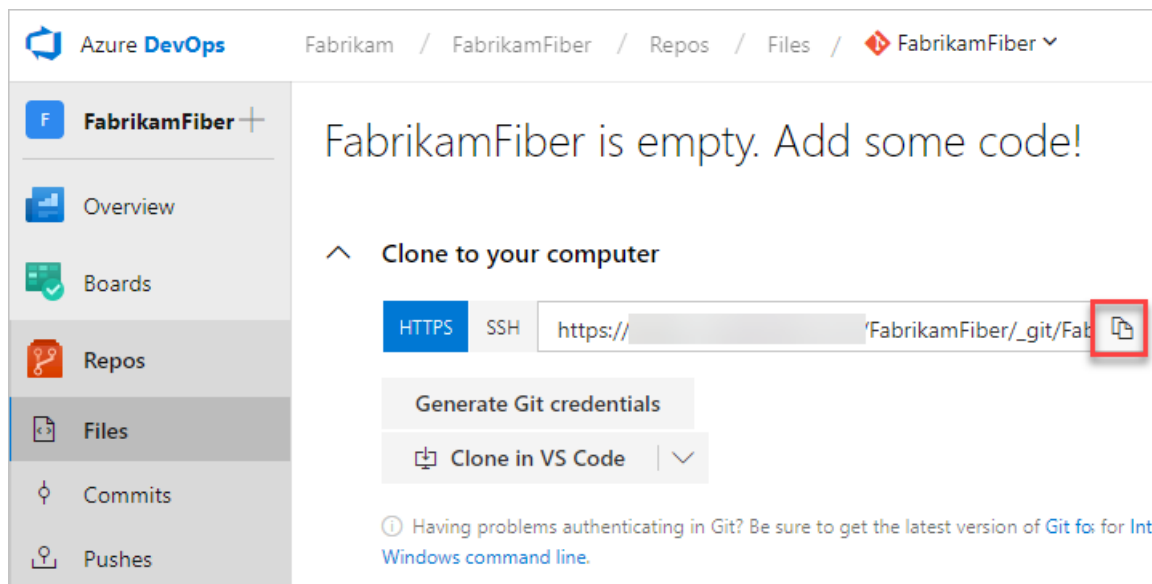 Azure DevOps Fabrikam / FabrikamFiber / Repos / Files / FabrikamFiber
F FabrikamFiber
FabrikamFiber is empty. Add some code!
Overview
Clone to your computer
Boards
HTTPS SSH https:// /FabrikamFiber/_git/Fab
Repos
Generate Git credentials
Files
Clone in VS Code
Commits
Having problems authenticating in Git? Be sure to get the latest version of Git for for Int
Windows command line.
Pushes